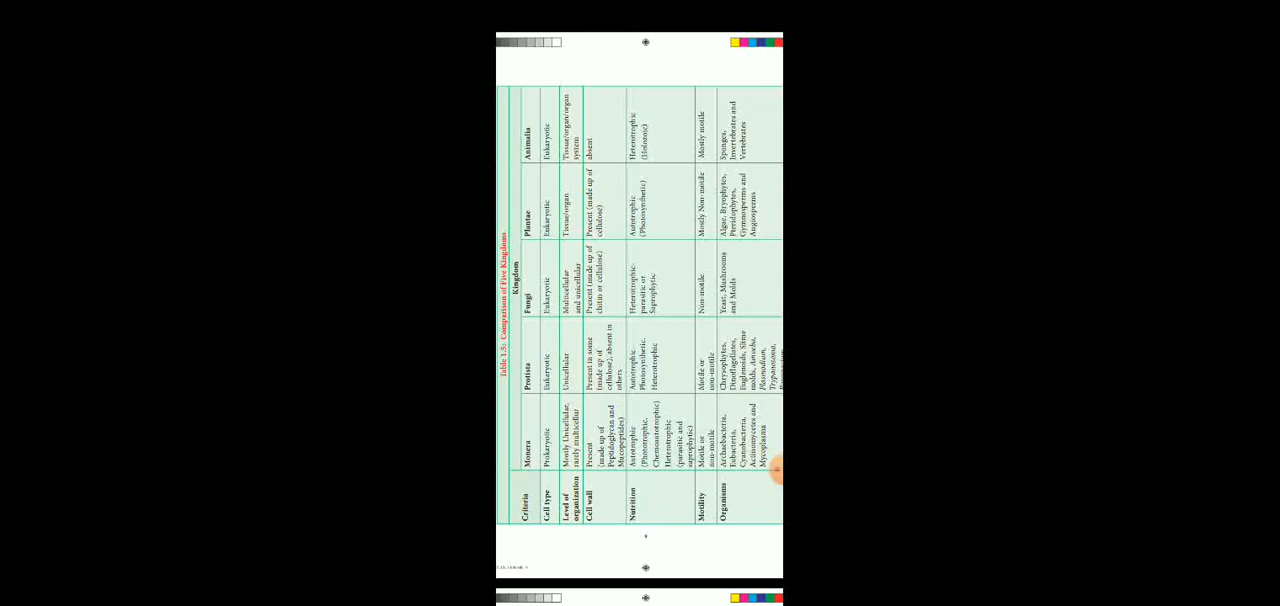 Table 1.5: Comparison of Five Kingdoms
Kingdom
Criteria
Monera
Protista
Fungi
Plantae
Animalia
Cell type
Prokaryotic
Eukaryotic
Eukaryotic
Eukaryotic
Eukaryotic
Level of
organization
Mostly Unicellular,
rarely multicelluar
Unicellular
Multicellular
and unicellular
Tissue/organ
Tissue/organ/organ
system
Cell wall
Present
(made up of
Peptidoglycan and
Mucopeptides)
Present in some
(made up of
cellulose), absent in
others
Present (made up of
chitin or cellulose)
Present (made up of
cellulose)
absent
Nutrition
Autotrophic
(Phototrophic,
Chemoautotrophic)
Heterotrophic
(parasitic and
saprophytic)
Autotrophic
Photosynthetic.
Heterotrophic
Heterotrophic-
parasitic or
Saprophytic
Autotrophic
(Photosynthetic)
Heterotrophic
(Holozoic)
Motility
Motile or
non-motile
Motile or
non-motile
Non-motile
Mostly Non-motile
Mostly motile
Organisms
Archaebacteria,
Eubacteria,
Cyanobacteria,
Actinomycetes and
Mycoplasma
Chrysophytes,
Dinoflagellates,
Euglenoids, Slime
molds, Amoeba,
Plasmodium,
Trypanosoma,
Yeast, Mushrooms
and Molds
Algae, Bryophytes,
Pteridophytes,
Gymnosperms and
Angiosperms
Sponges,
Invertebrates and
Vertebrates